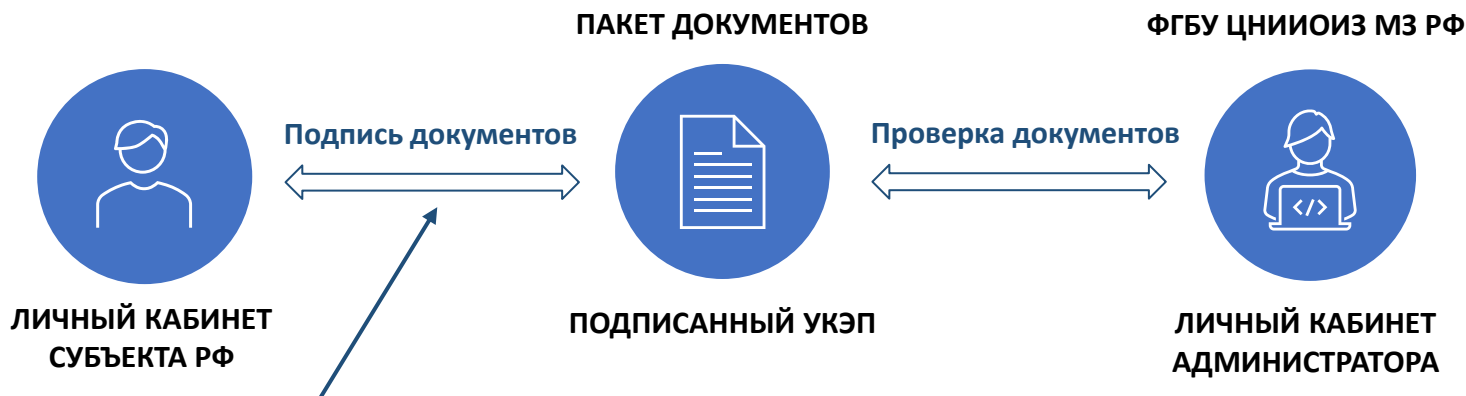 ПАКЕТ ДОКУМЕНТОВ
ФГБУ ЦНИИОИЗ МЗ РФ
Подпись документов
Проверка документов
</>
ЛИЧНЫЙ КАБИНЕТ
СУБЪЕКТА РФ
ПОДПИСАННЫЙ УКЭП
ЛИЧНЫЙ КАБИНЕТ
АДМИНИСТРАТОРА